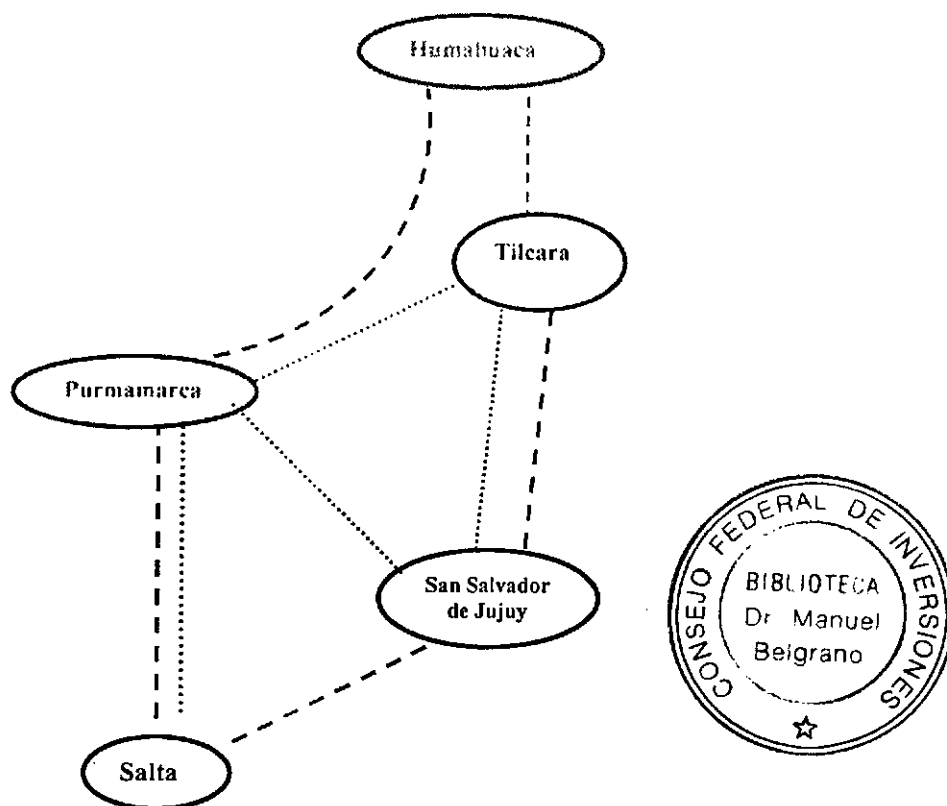 Humahuaca
Tilcara
Purmamarca
San Salvador
de Jujuy
Salta
CONSEJO FEDERAL DE INVERSIONES
BIBLIOTECA
Dr Manuel
Belgrano